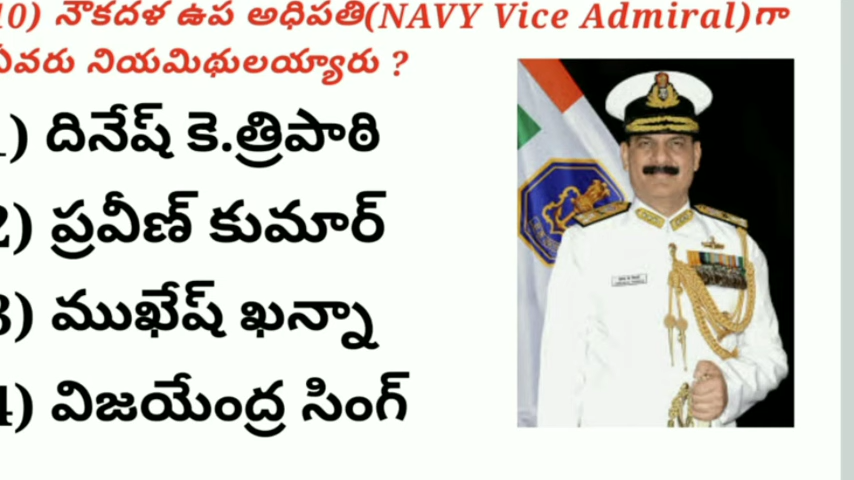 10) నౌకదళ ఉప అధిపతి(NAVY Vice Admiral)గా
ఎవరు నియమిథులయ్యారు ?
1) దినేష్ కె.త్రిపాఠి
2) ప్రవీణ్ కుమార్
3) ముఖేష్ ఖన్నా
4) విజయేంద్ర సింగ్